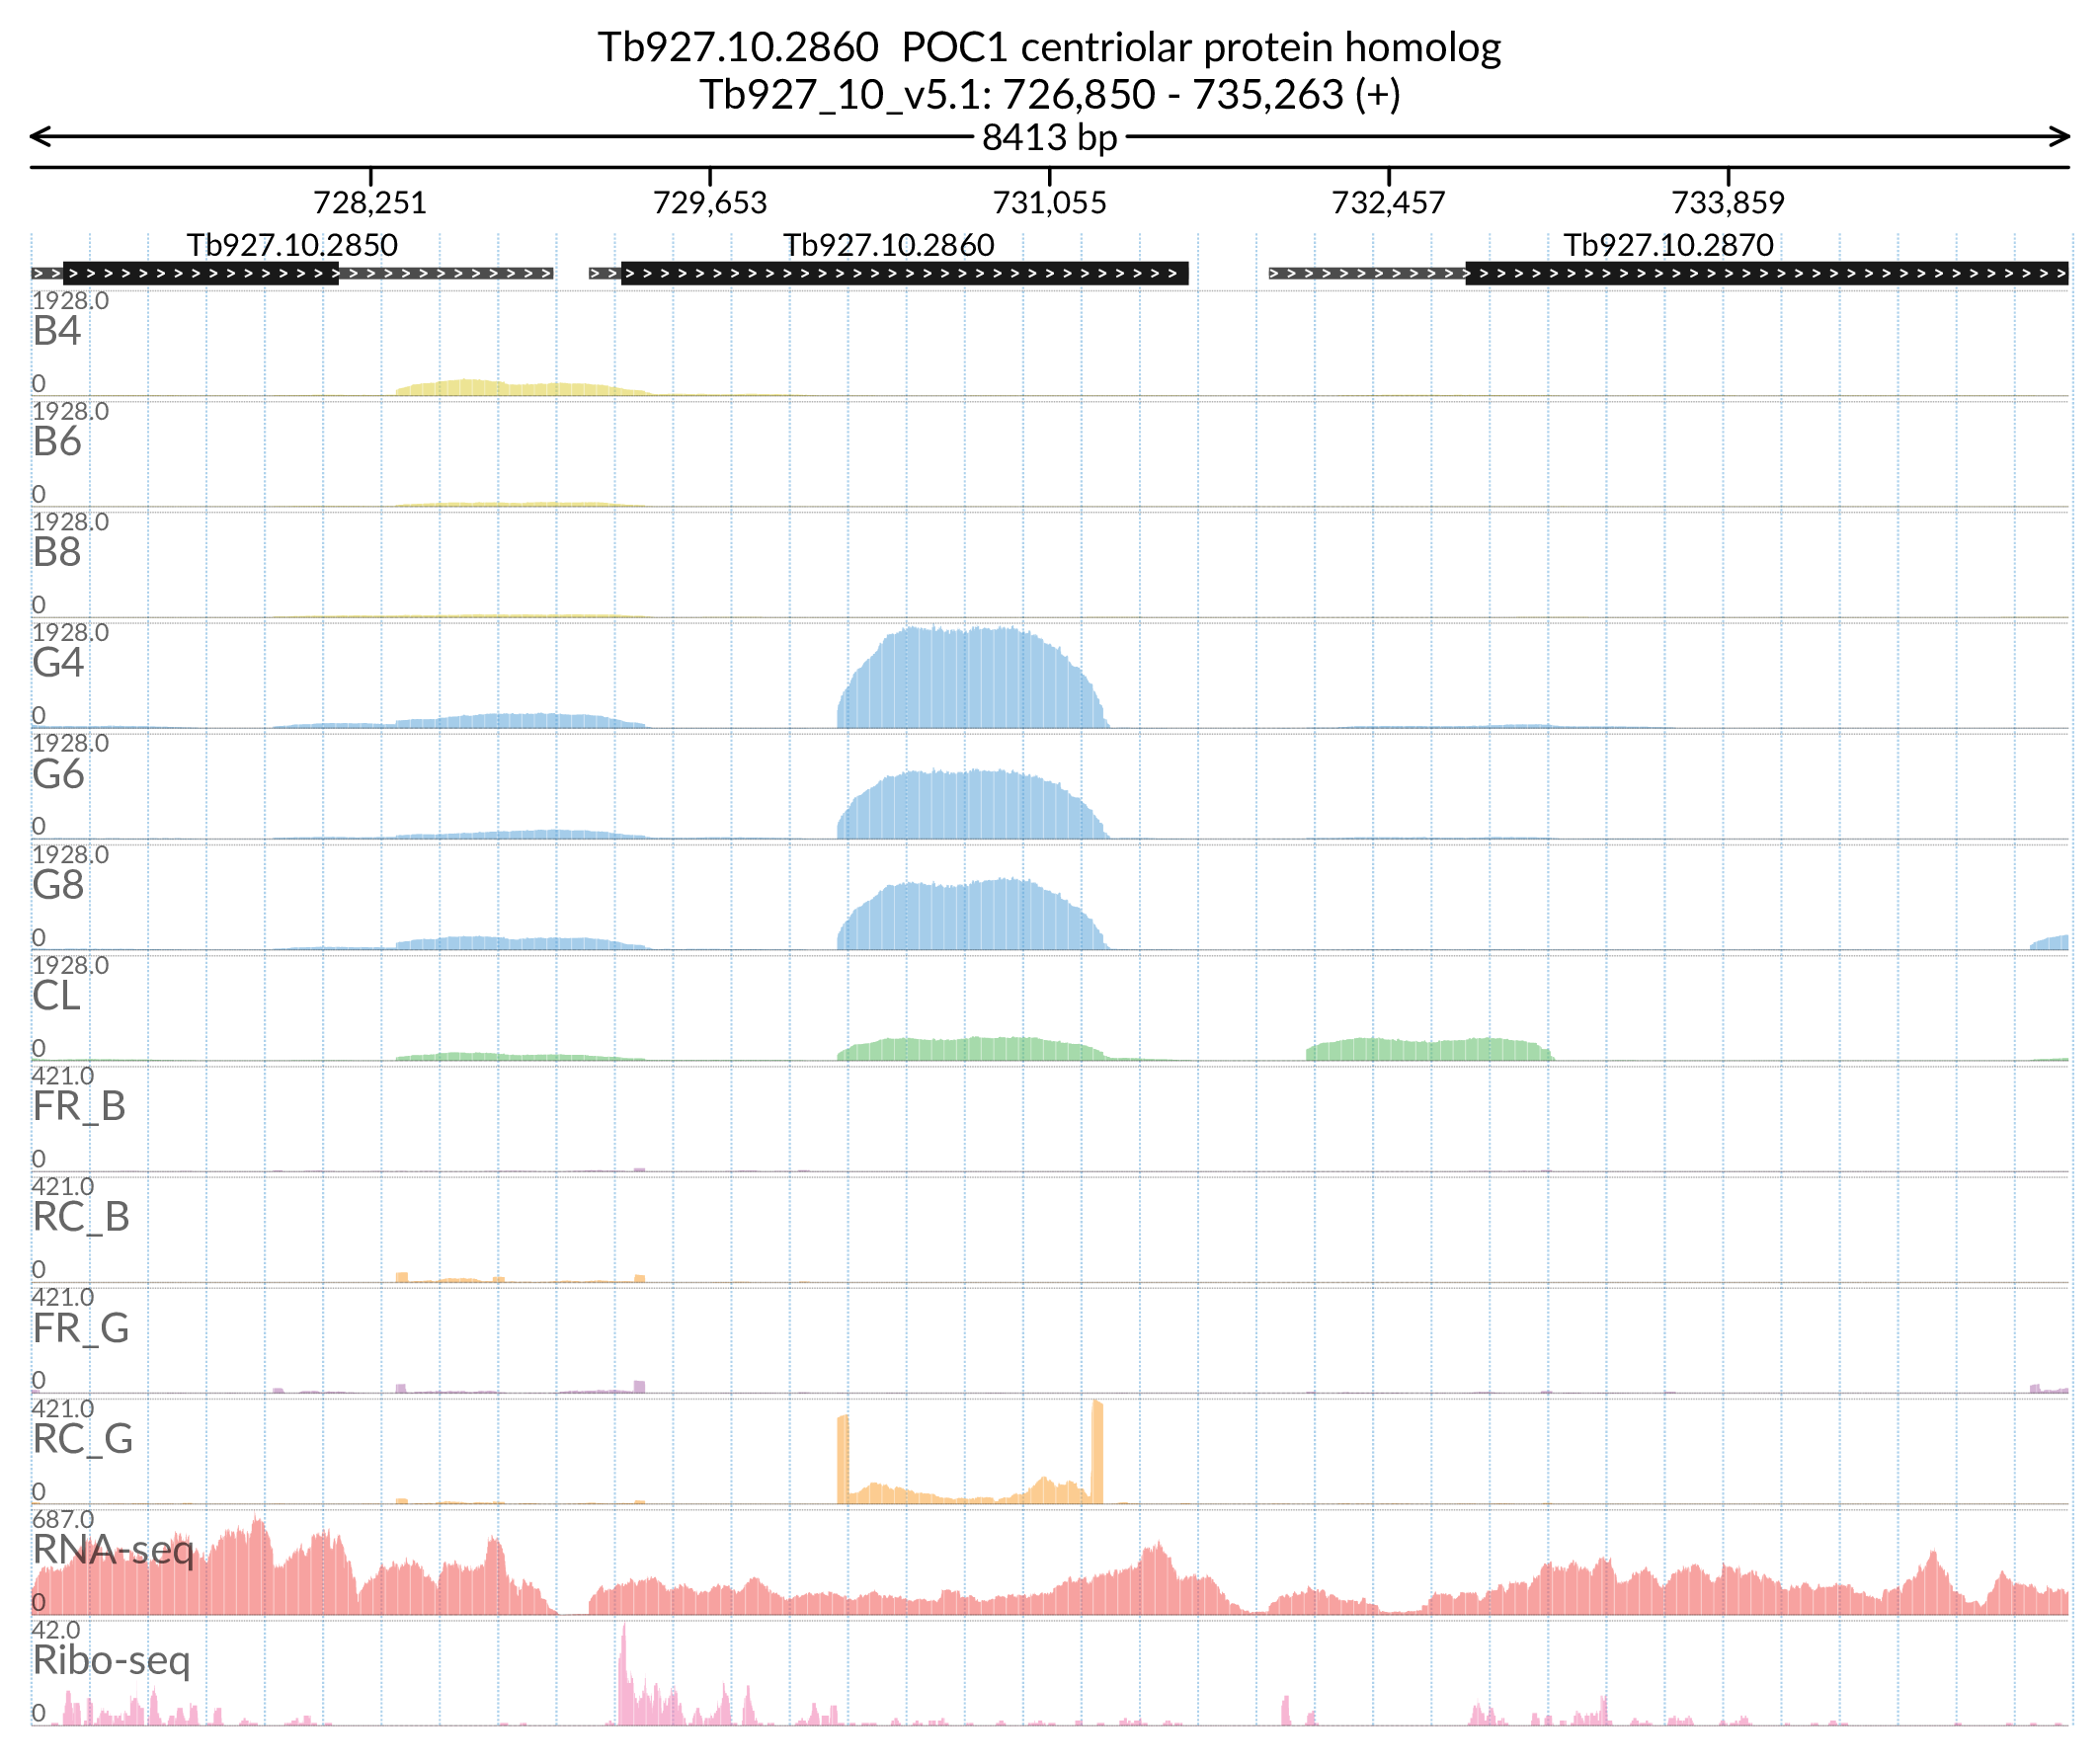 Tb927.10.2860  POC1 centriolar protein homolog
Tb927_10_v5.1: 726,850 - 735,263 (+)
8413 bp
728,251 729,653 731,055 732,457 733,859
Tb927.10.2850 Tb927.10.2860 Tb927.10.2870
1928.0
B4
0
1928.0
B6
0
1928.0
B8
0
1928.0
G4
0
1928.0
G6
0
1928.0
G8
0
1928.0
CL
0
421.0
FR_B
0
421.0
RC_B
0
421.0
FR_G
0
421.0
RC_G
0
687.0
RNA-seq
0
42.0
Ribo-seq
0